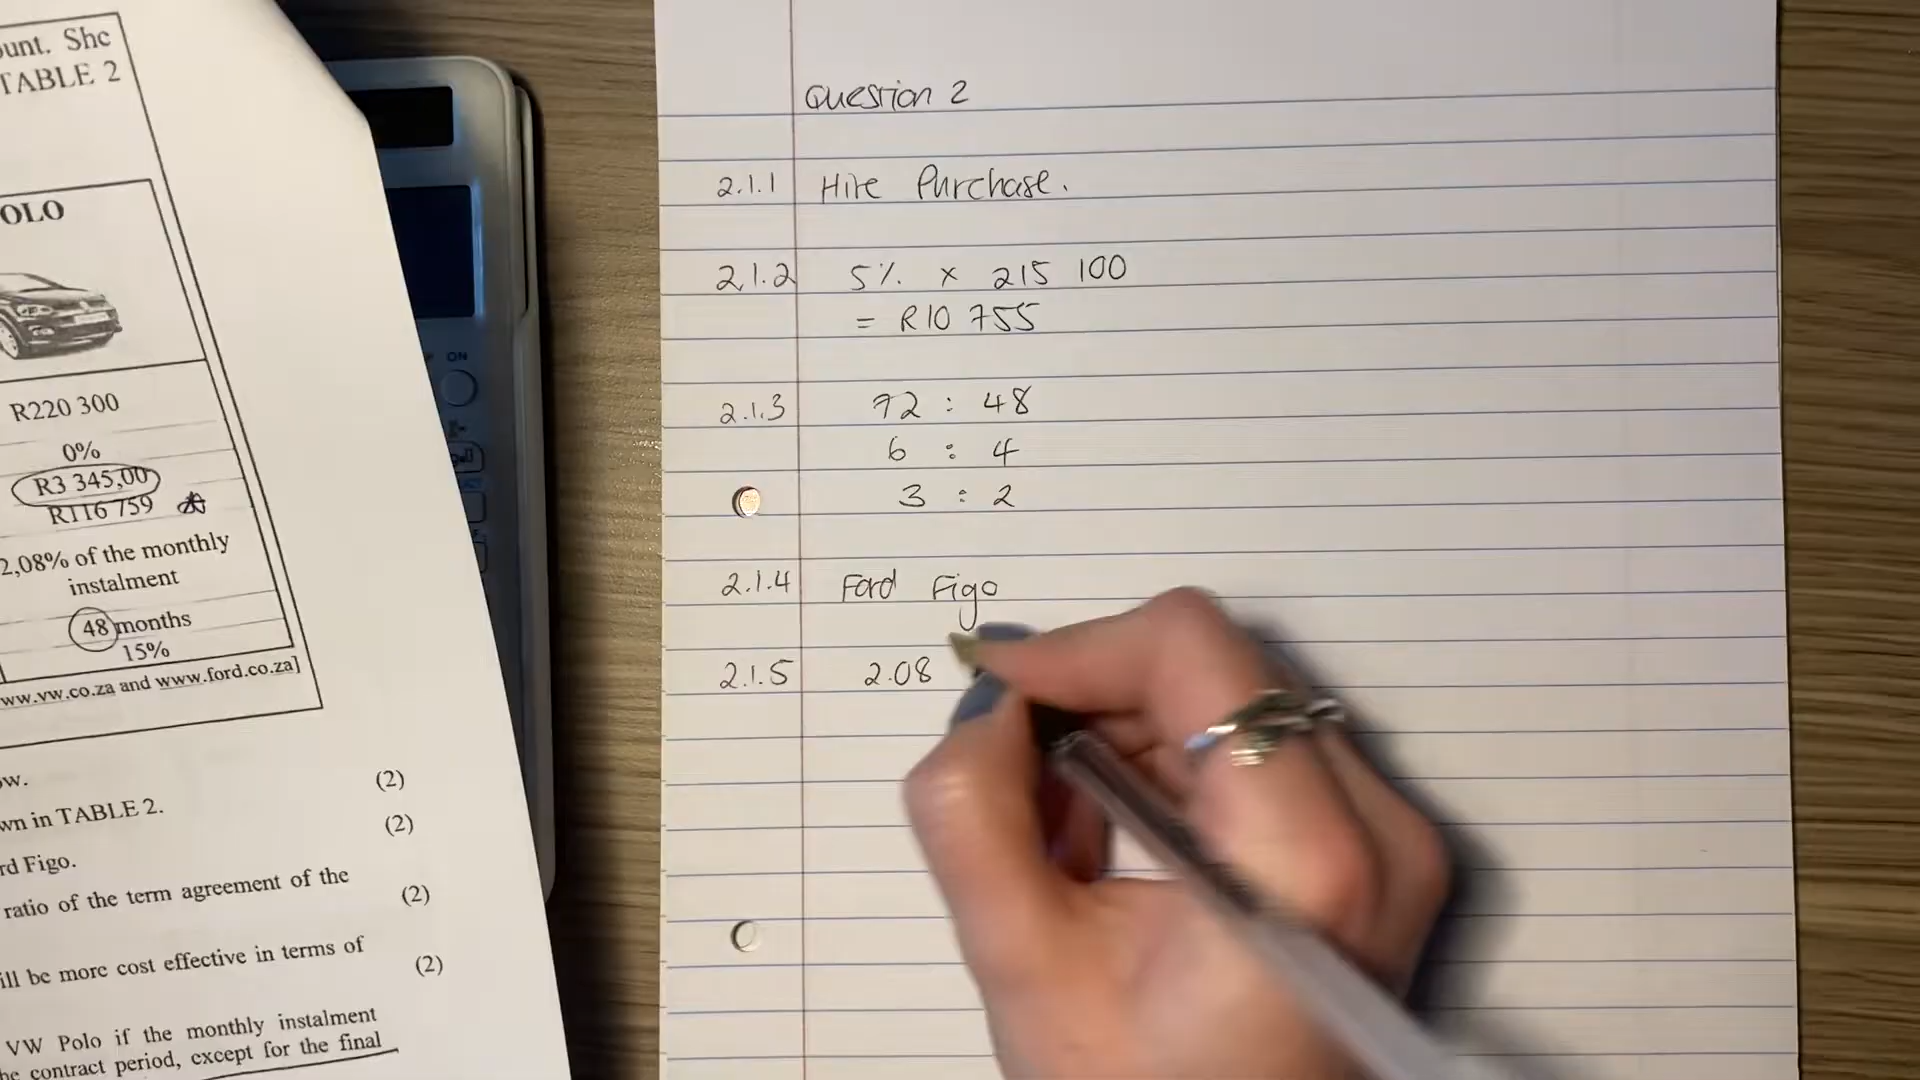 ount. Sho
TABLE 2
OLO
R220 300
0%
R3 345,00
R116 759
2,08% of the monthly
instalment
48 months
15%
ww.vw.co.za and www.ford.co.za]
ow.
(2)
wn in TABLE 2.
(2)
rd Figo.
ratio of the term agreement of the
(2)
ill be more cost effective in terms of
(2)
VW Polo if the monthly instalment
he contract period, except for the final
ON
Question 2
2.1.1 Hire Purchase.
2.1.2 5% × 215 100
= R10 755
2.1.3 72 : 48
6 : 4
3 : 2
2.1.4 Ford Figo
2.1.5 2.08